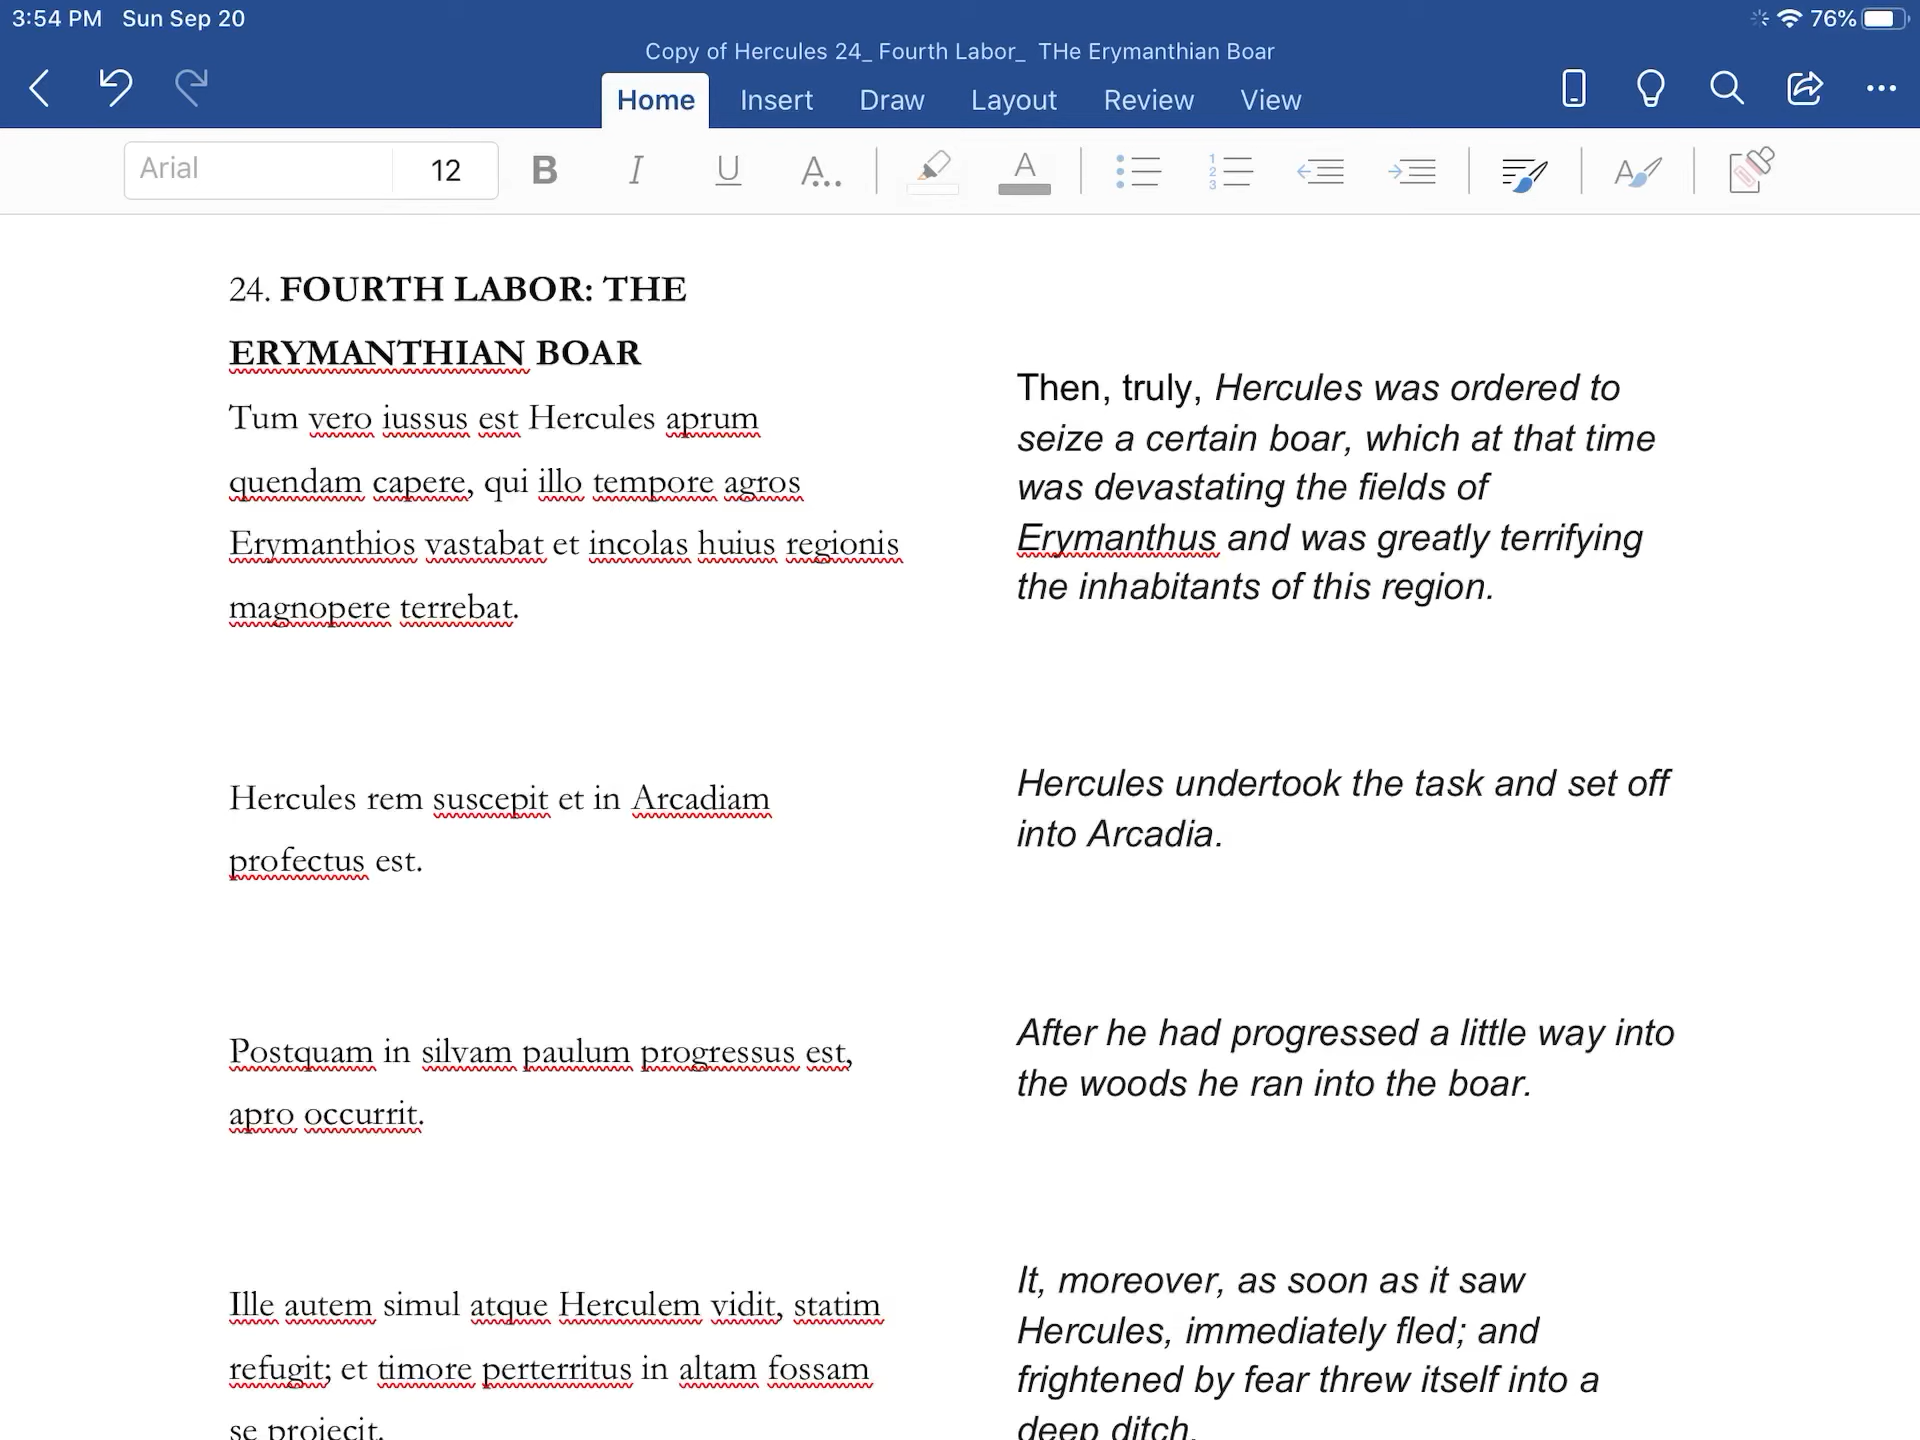 3:54 PM Sun Sep 20
76%
Copy of Hercules 24_ Fourth Labor_ THe Erymanthian Boar
Home Insert Draw Layout Review View
Arial 12 B I U A... A
24. FOURTH LABOR: THE
ERYMANTHIAN BOAR
Tum vero iussus est Hercules aprum
quendam capere, qui illo tempore agros
Erymanthios vastabat et incolas huius regionis
magnopere terrebat.
Then, truly, Hercules was ordered to
seize a certain boar, which at that time
was devastating the fields of
Erymanthus and was greatly terrifying
the inhabitants of this region.
Hercules rem suscepit et in Arcadiam
profectus est.
Hercules undertook the task and set off
into Arcadia.
Postquam in silvam paulum progressus est,
apro occurrit.
After he had progressed a little way into
the woods he ran into the boar.
Ille autem simul atque Herculem vidit, statim
refugit; et timore perterritus in altam fossam
se proiecit.
It, moreover, as soon as it saw
Hercules, immediately fled; and
frightened by fear threw itself into a
deep ditch.